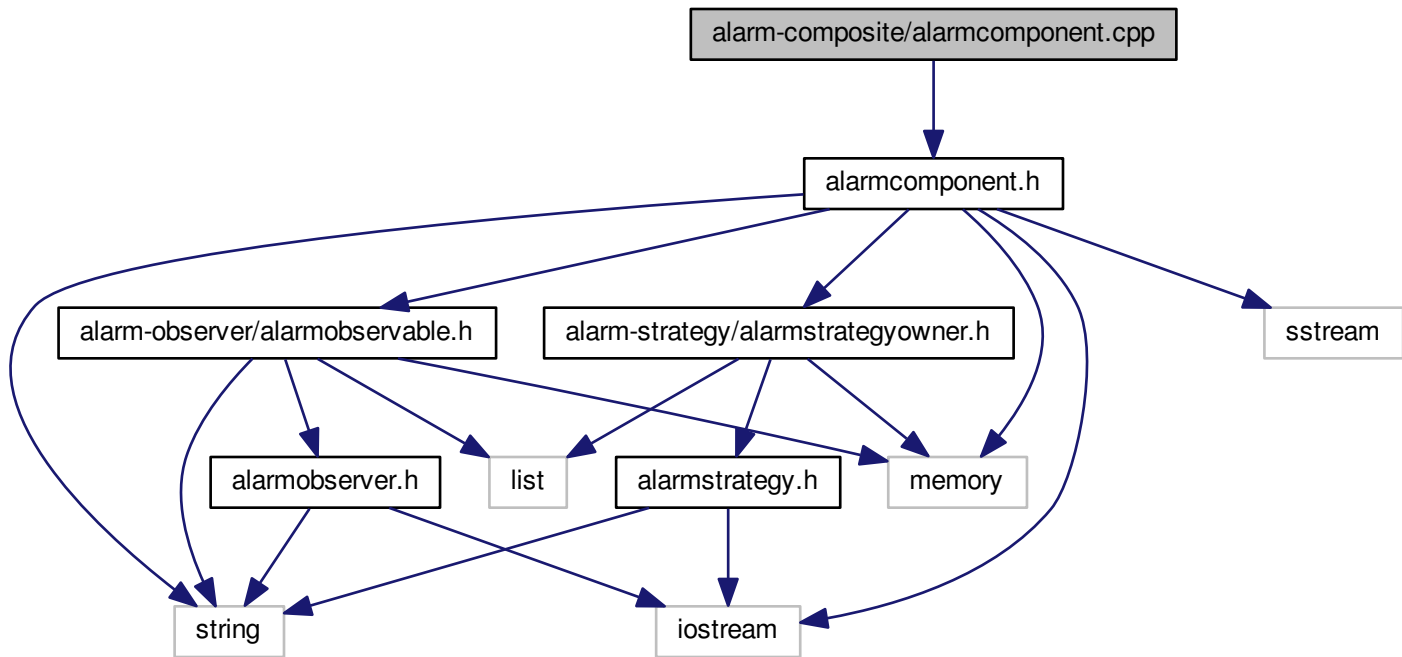 alarm-composite/alarmcomponent.cpp
alarmcomponent.h
alarm-observer/alarmobservable.h
alarm-strategy/alarmstrategyowner.h
sstream
alarmobserver.h
list
alarmstrategy.h
memory
string
iostream